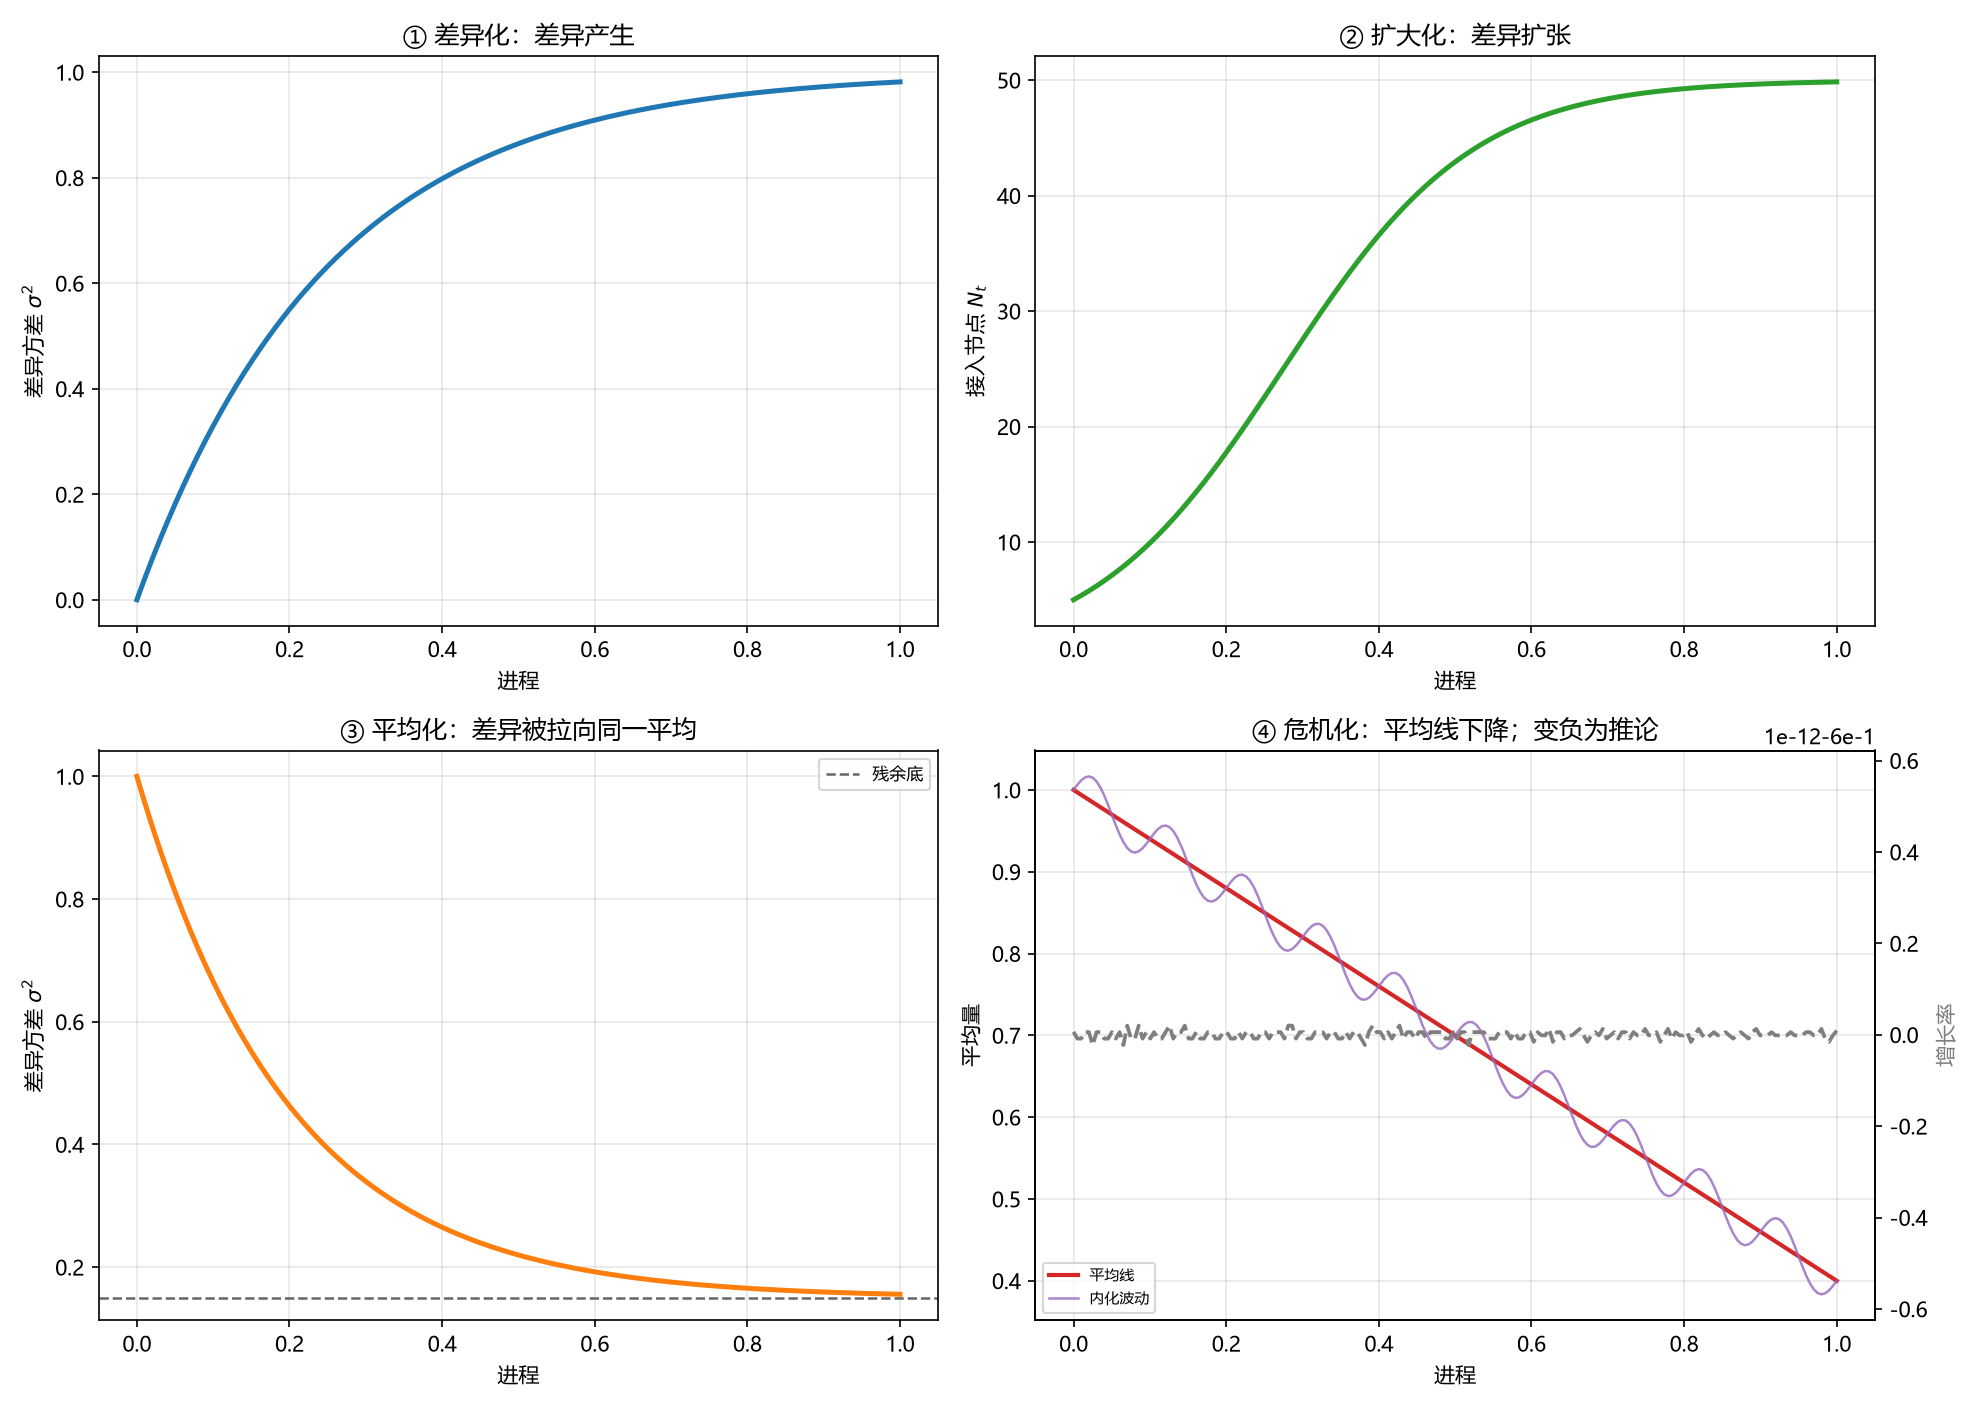 ① 差异化：差异产生
1.0
0.8
0.6
0.4
0.2
0.0
差异方差 σ²
0.0 0.2 0.4 0.6 0.8 1.0
进程
② 扩大化：差异扩张
50
40
30
20
10
接入节点 Nₜ
0.0 0.2 0.4 0.6 0.8 1.0
进程
③ 平均化：差异被拉向同一平均
残余底
1.0
0.8
0.6
0.4
0.2
差异方差 σ²
0.0 0.2 0.4 0.6 0.8 1.0
进程
④ 危机化：平均线下降；变负为推论
1e-12-6e-1
1.0
0.9
0.8
0.7
0.6
0.5
0.4
平均量
0.6
0.4
0.2
0.0
-0.2
-0.4
-0.6
增长率
平均线
内化波动
0.0 0.2 0.4 0.6 0.8 1.0
进程